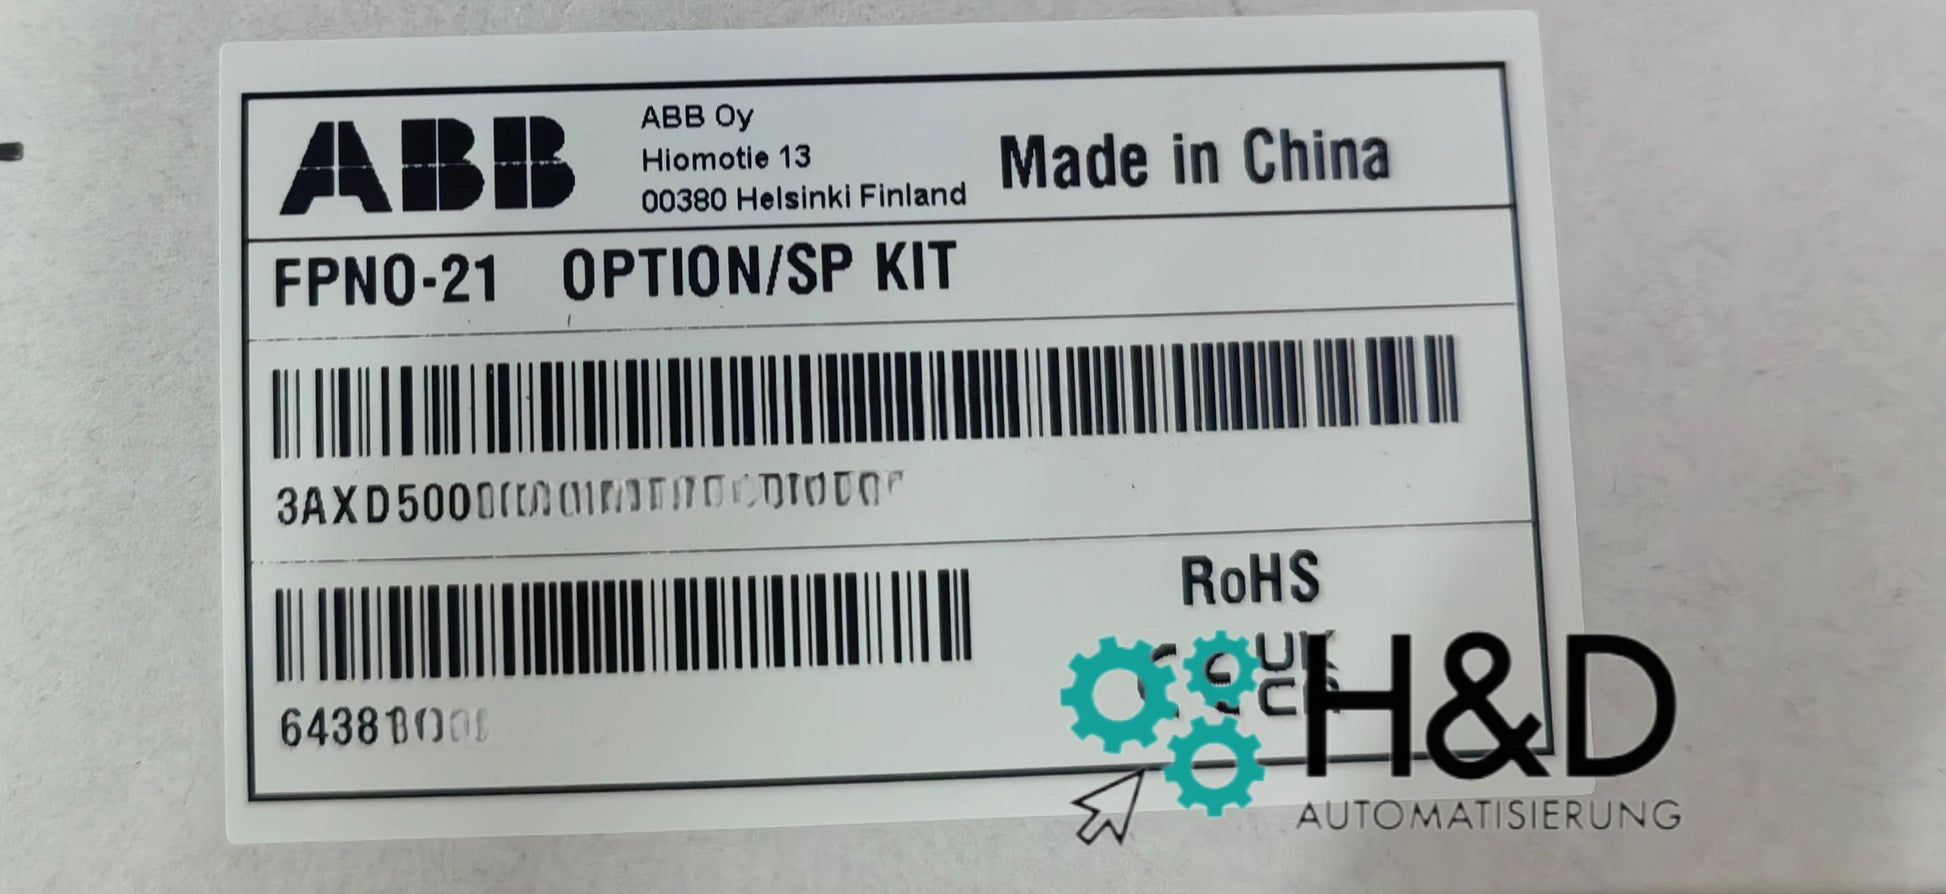 ABB
ABB Oy
Hiomotie 13
00380 Helsinki Finland
Made in China
FPNO-21 OPTION/SP KIT
RoHS
H&D
AUTOMATISIERUNG